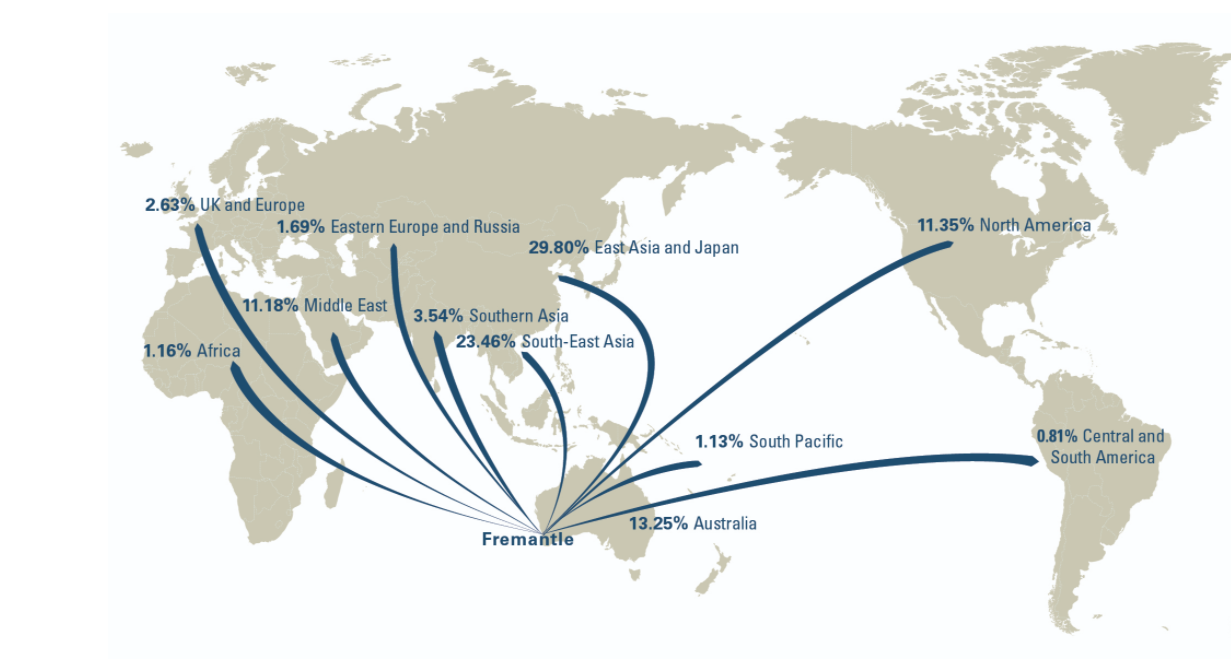 2.63% UK and Europe
1.69% Eastern Europe and Russia
11.35% North America
29.80% East Asia and Japan
11.18% Middle East
3.54% Southern Asia
23.46% South-East Asia
1.16% Africa
1.13% South Pacific
0.81% Central and
South America
13.25% Australia
Fremantle